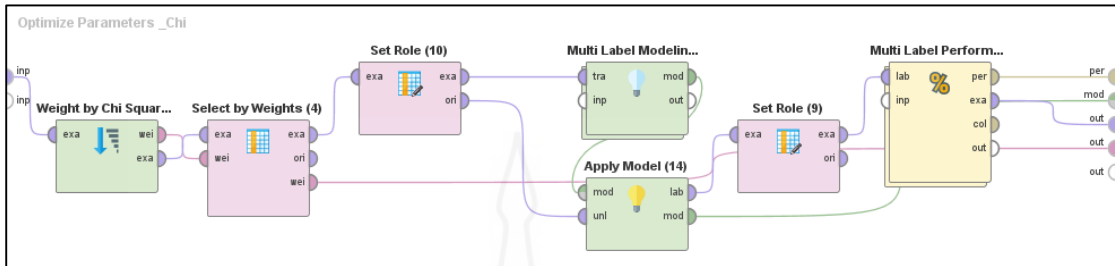 Optimize Parameters _Chi
inp
inp
Weight by Chi Squar...
exa
wei
exa
Select by Weights (4)
exa
wei
exa
ori
wei
Set Role (10)
exa
exa
ori
Multi Label Modelin...
tra
inp
mod
out
Apply Model (14)
mod
unl
lab
mod
Set Role (9)
exa
exa
ori
Multi Label Perform...
lab
inp
%
per
exa
col
out
per
mod
out
out
out